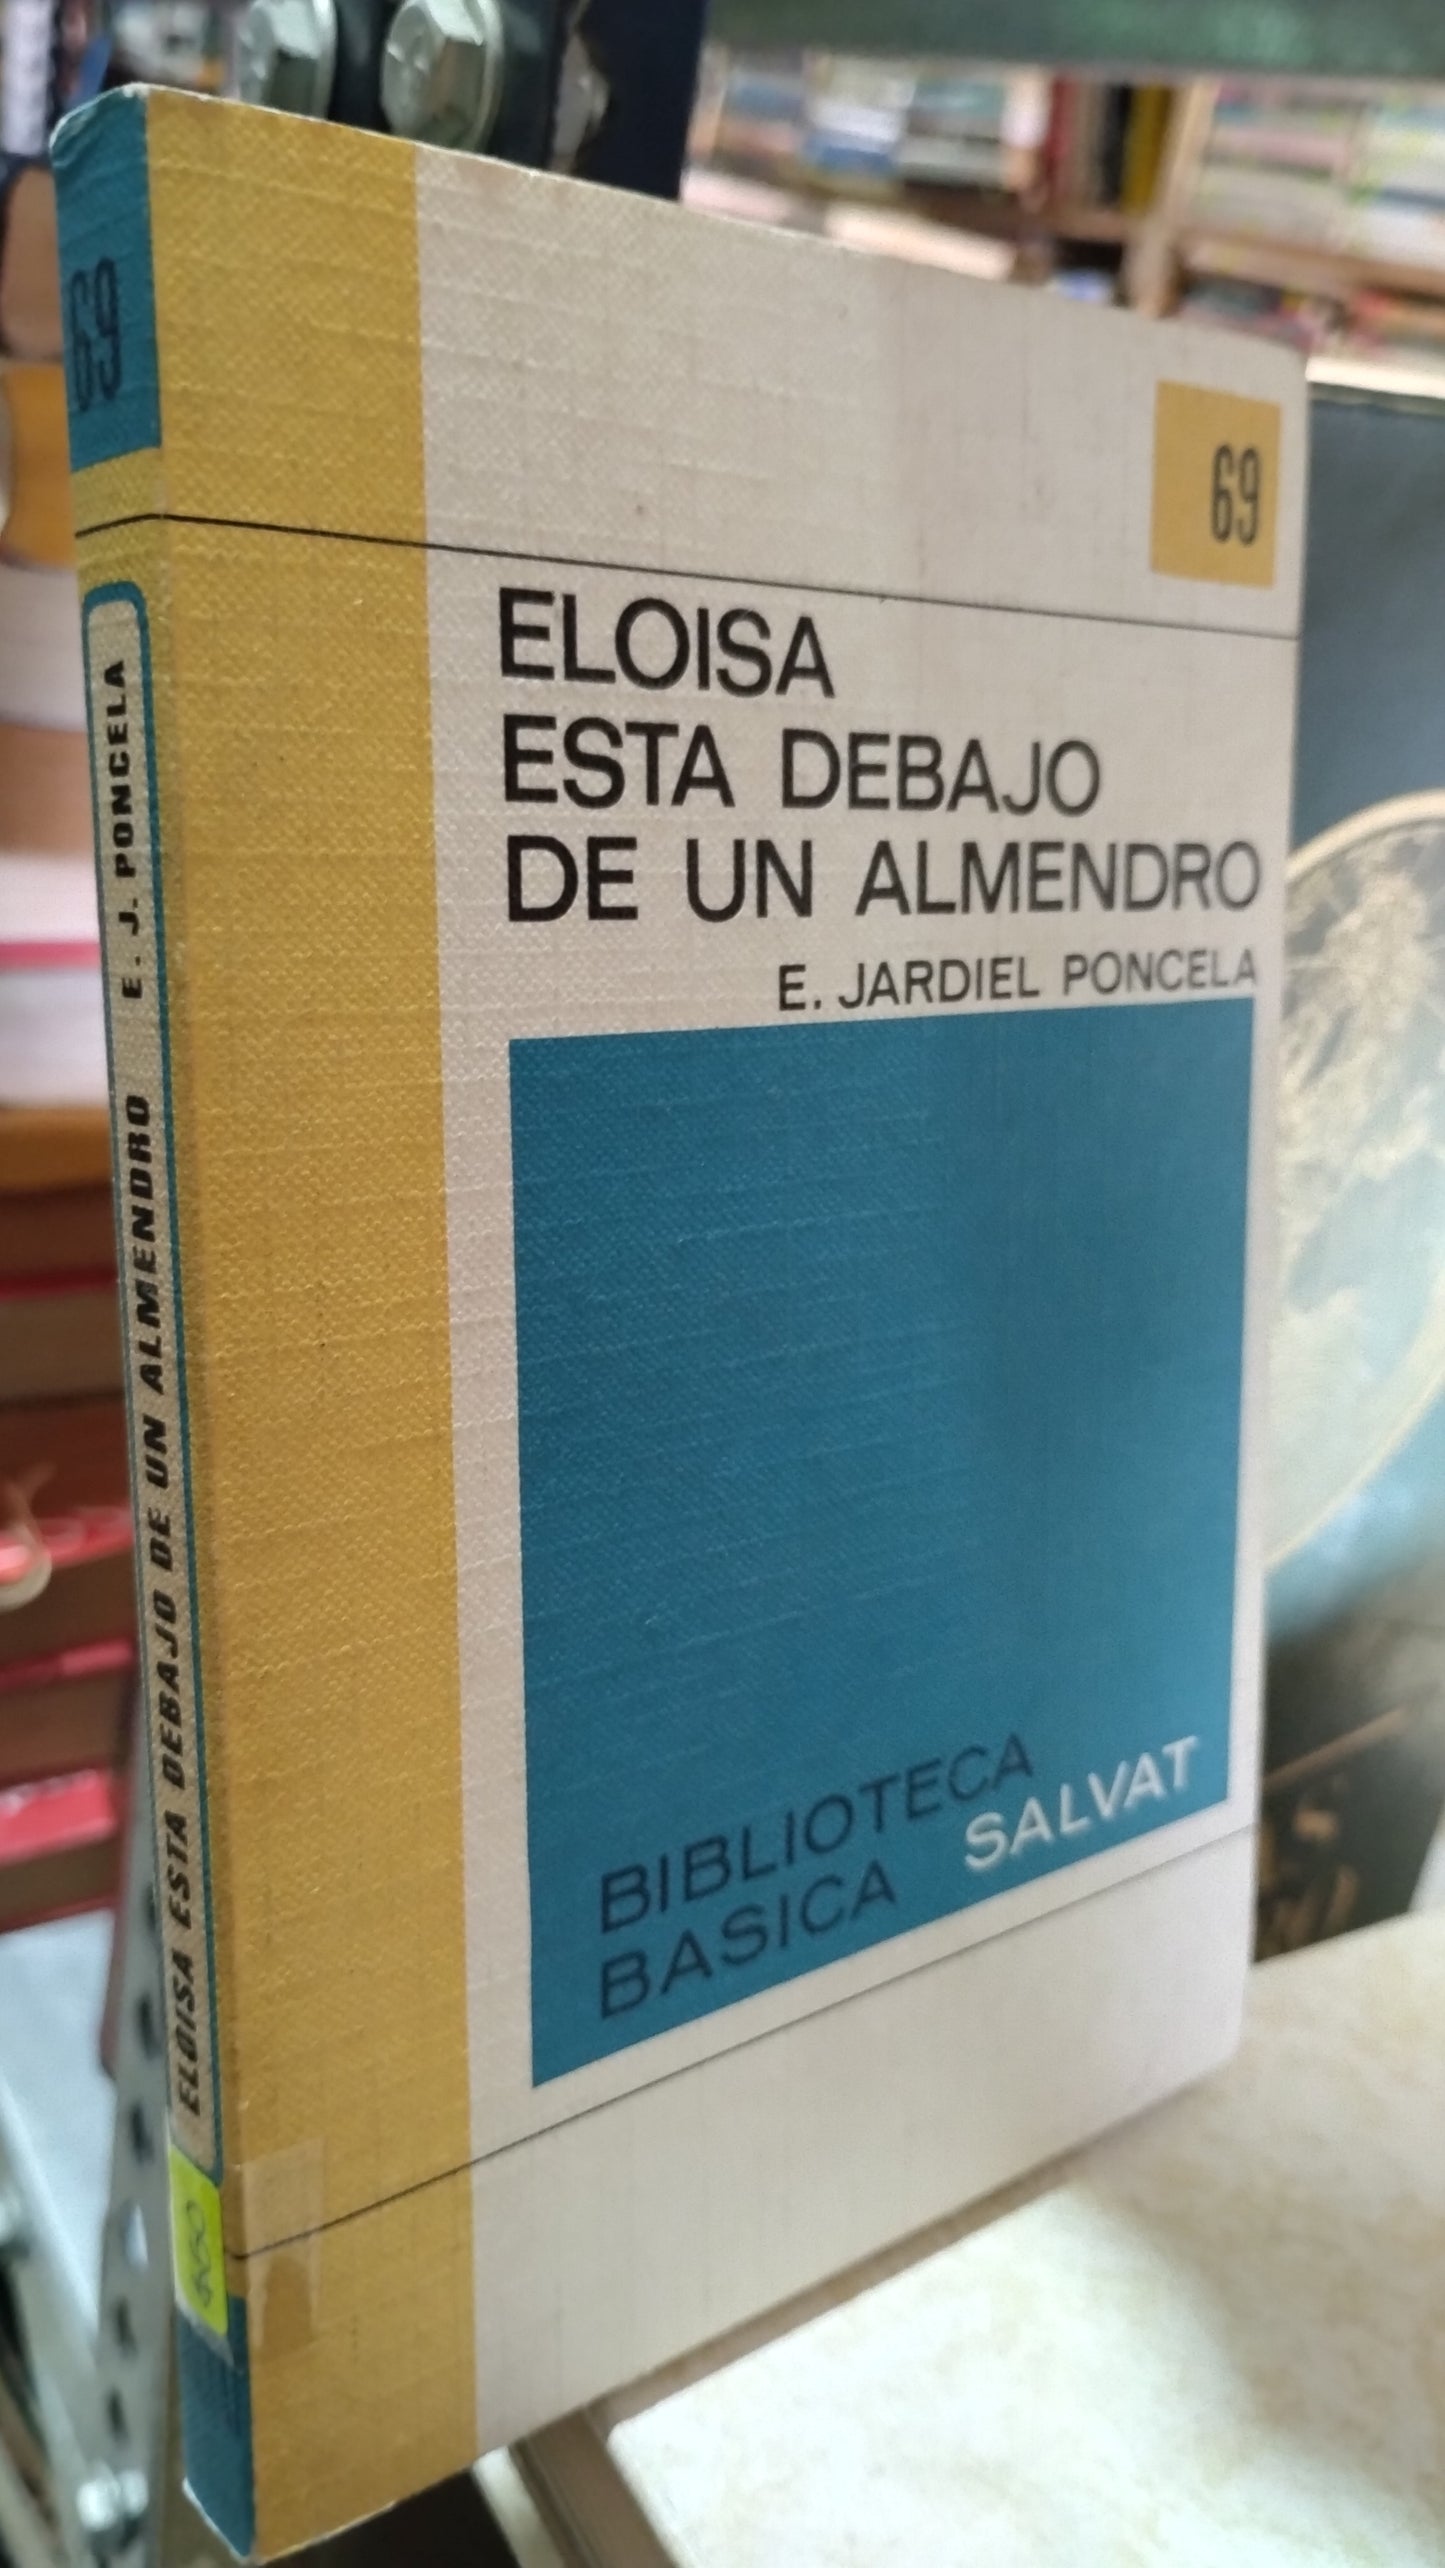 69
ELOISA ESTA DEBAJO DE UN ALMENDRO E. J. PONCELA
69
ELOISA
ESTA DEBAJO
DE UN ALMENDRO
E. JARDIEL PONCELA
BIBLIOTECA
BASICA SALVAT